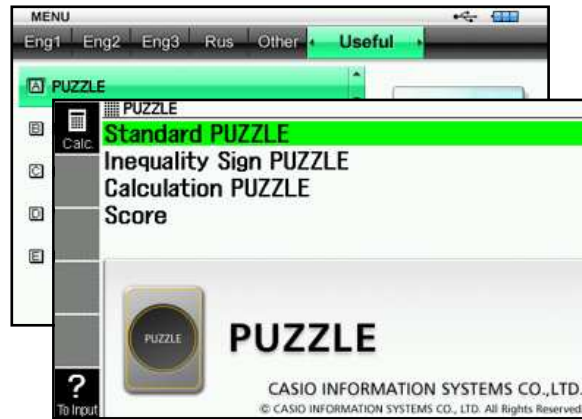 MENU
Eng1 Eng2 Eng3 Rus Other Useful
A PUZZLE
B
C
D
E
PUZZLE
Calc.
Standard PUZZLE
Inequality Sign PUZZLE
Calculation PUZZLE
Score
PUZZLE
PUZZLE
?
To Input
CASIO INFORMATION SYSTEMS CO.,LTD.
© CASIO INFORMATION SYSTEMS CO., LTD. All Rights Reserved